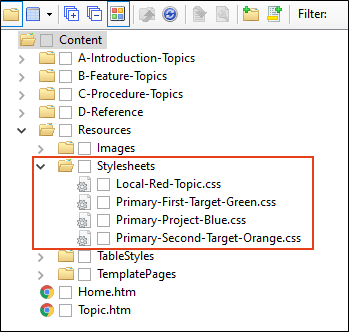 Filter:
Content
A-Introduction-Topics
B-Feature-Topics
C-Procedure-Topics
D-Reference
Resources
Images
Stylesheets
Local-Red-Topic.css
Primary-First-Target-Green.css
Primary-Project-Blue.css
Primary-Second-Target-Orange.css
TableStyles
TemplatePages
Home.htm
Topic.htm